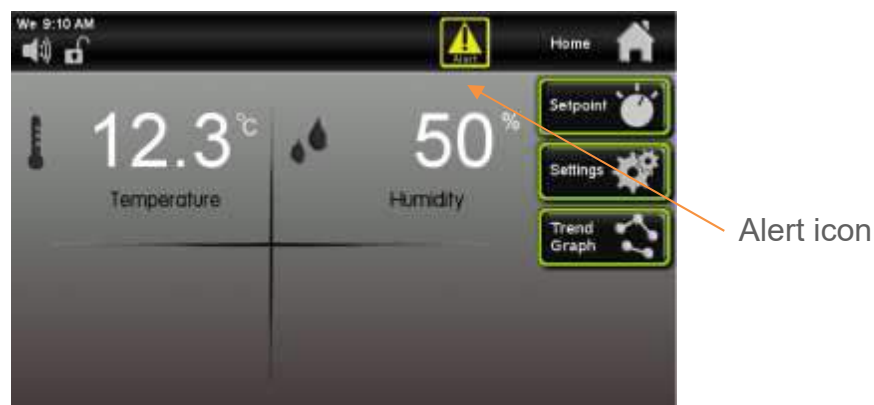 We 9:10 AM
Alert
Home
Setpoint
12.3°C
50%
Settings
Temperature
Humidity
Trend
Graph
Alert icon